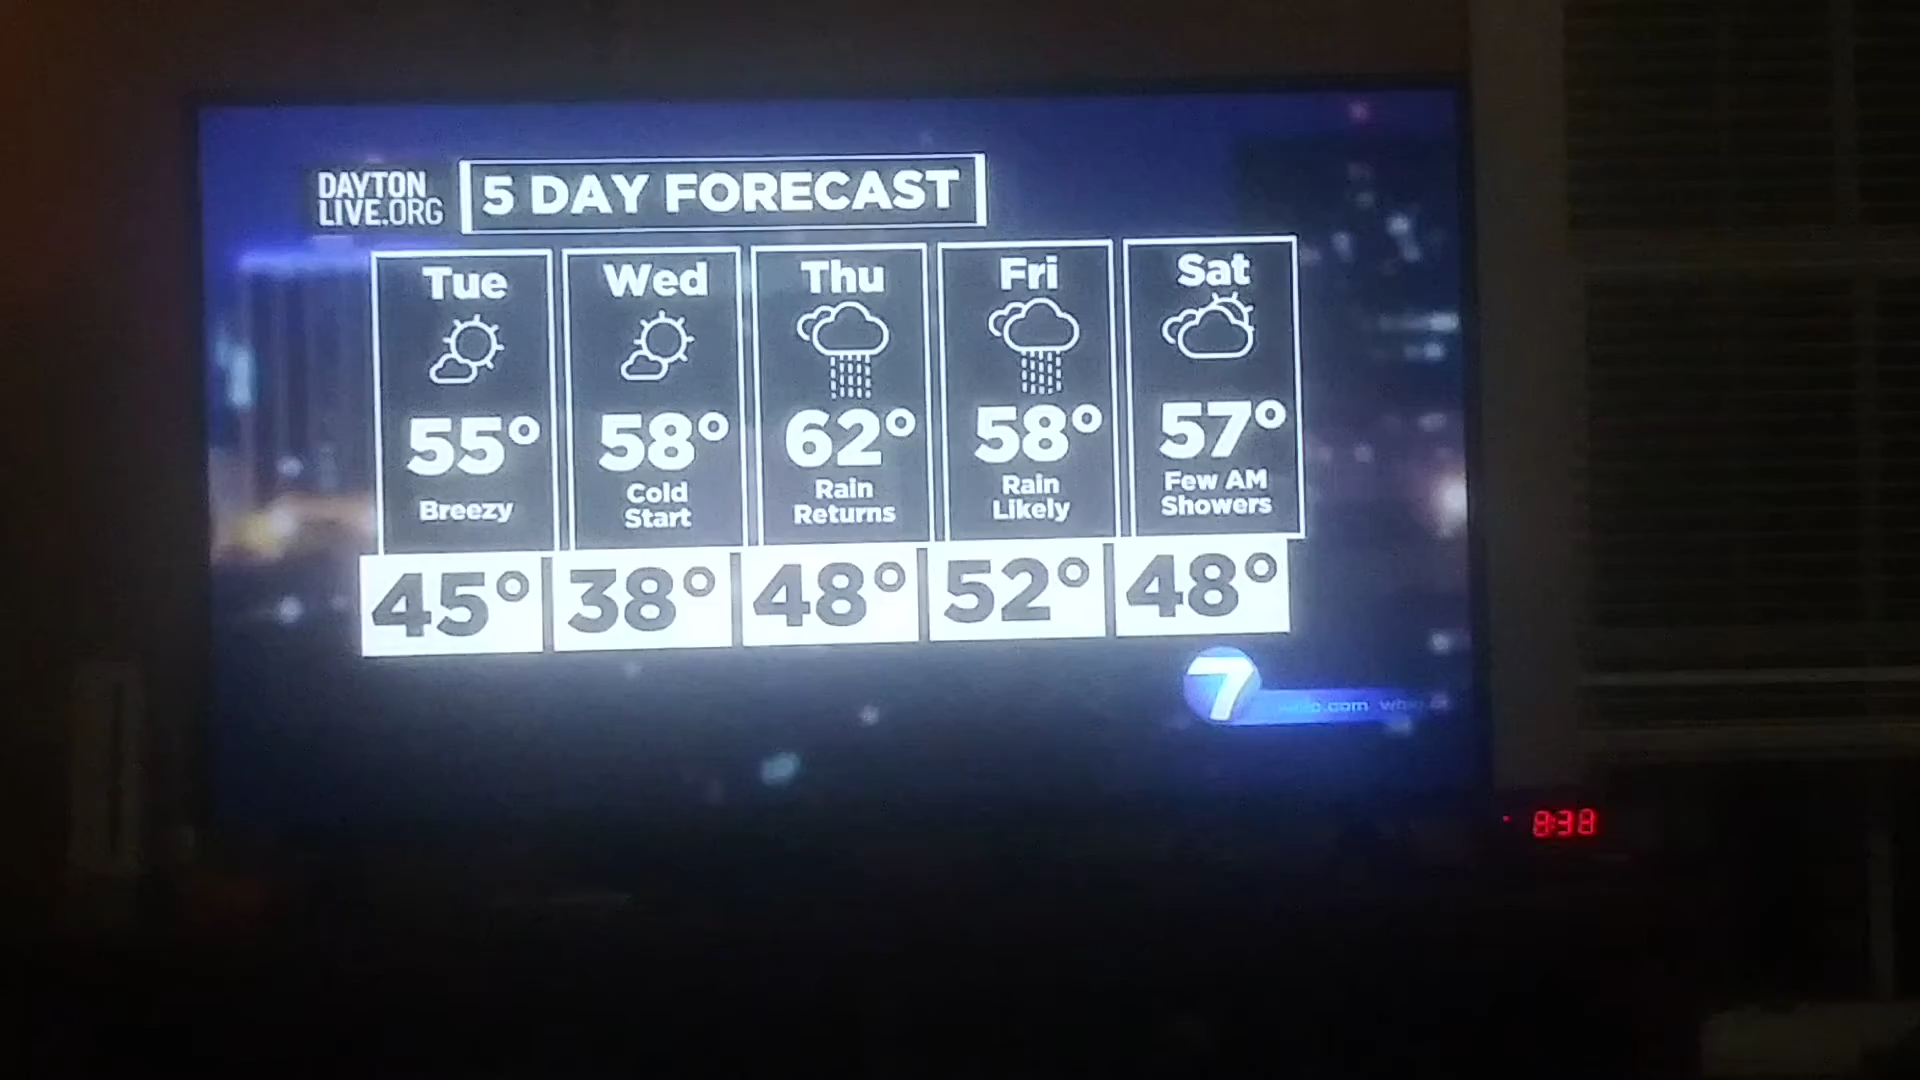 DAYTON
LIVE.ORG
5 DAY FORECAST
Tue
55°
Breezy
45°
Wed
58°
Cold
Start
38°
Thu
62°
Rain
Returns
48°
Fri
58°
Rain
Likely
52°
Sat
57°
Few AM
Showers
48°
7
8:38